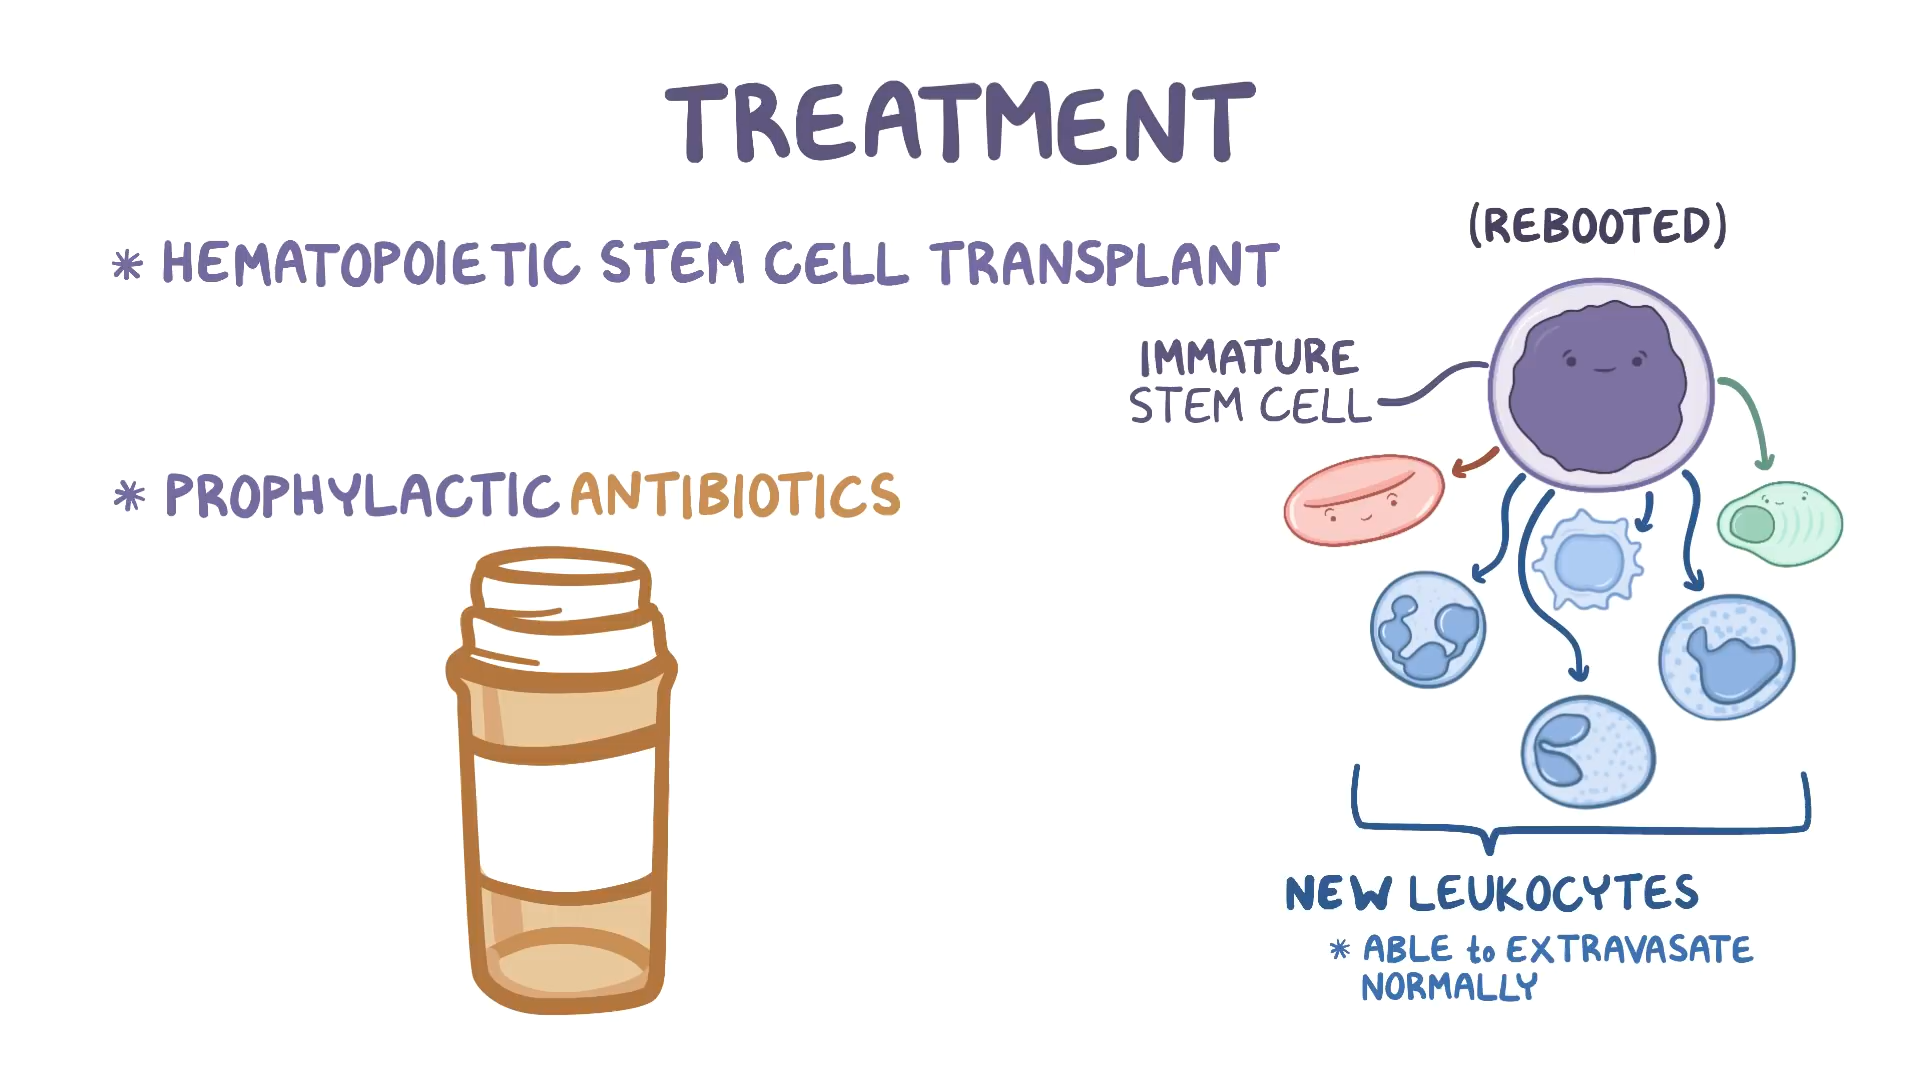 TREATMENT
* HEMATOPOIETIC STEM CELL TRANSPLANT
(REBOOTED)
IMMATURE
STEM CELL
* PROPHYLACTIC ANTIBIOTICS
NEW LEUKOCYTES
* ABLE to EXTRAVASATE
NORMALLY